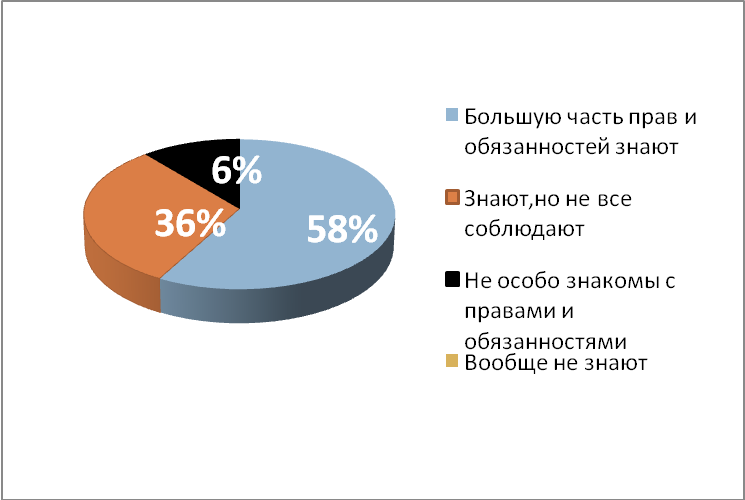 6%
36%
58%
Большую часть прав и
обязанностей знают
Знают,но не все
соблюдают
Не особо знакомы с
правами и
обязанностями
Вообще не знают